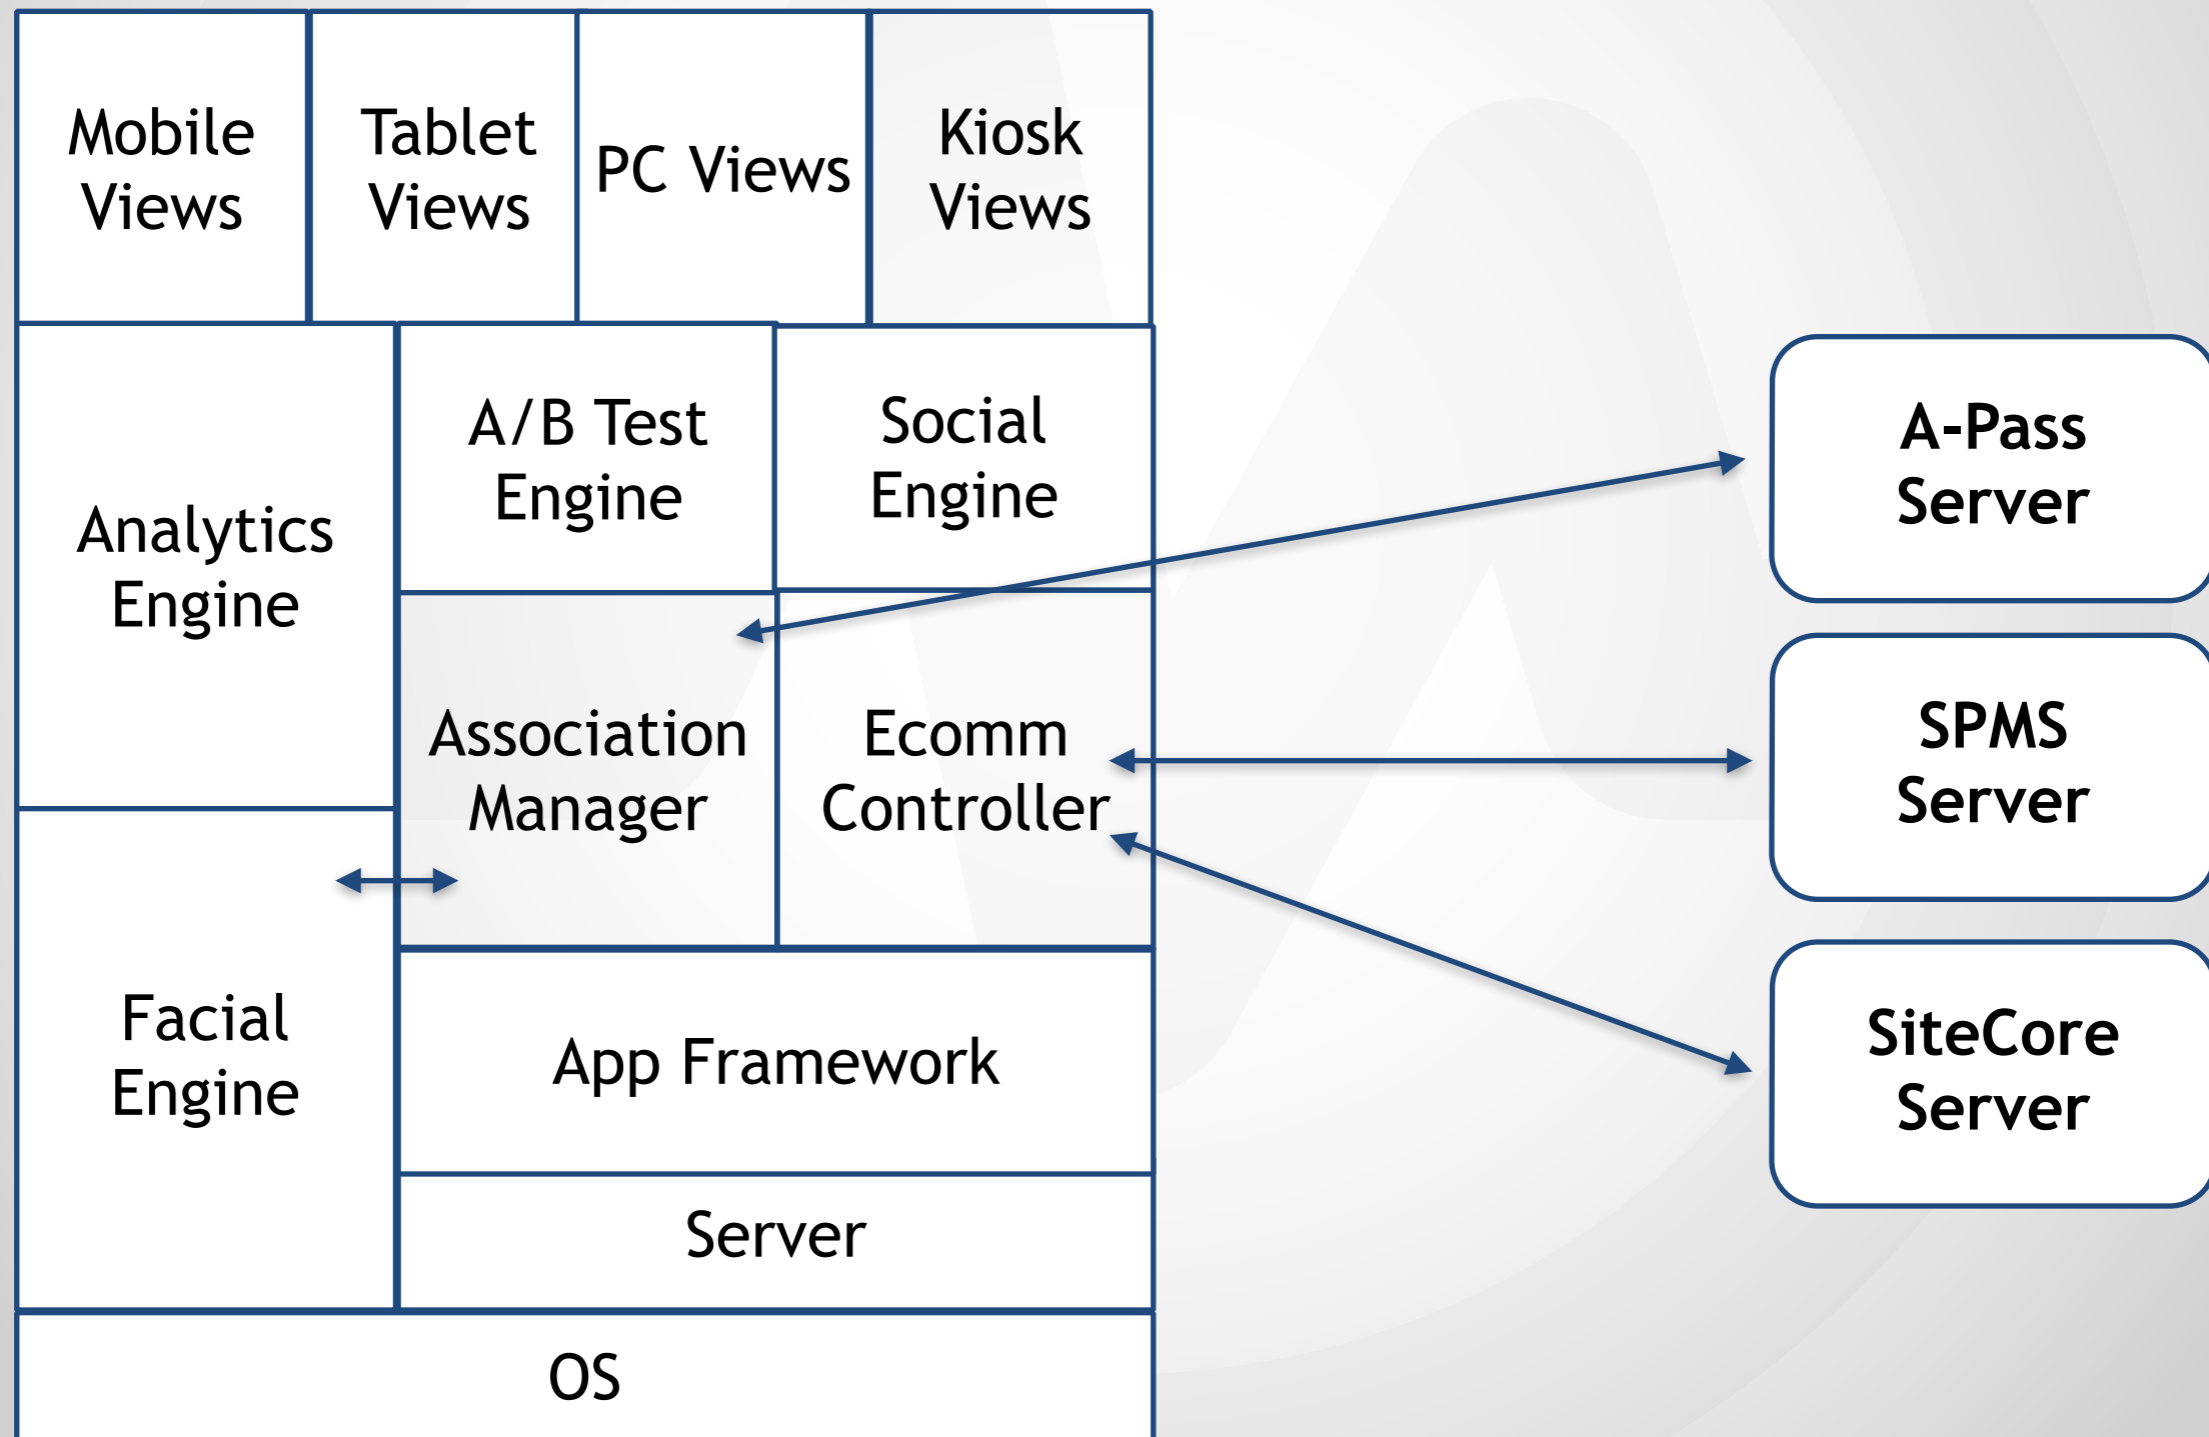 Mobile
Views
Tablet
Views
PC Views
Kiosk
Views
Analytics
Engine
A/B Test
Engine
Social
Engine
A-Pass
Server
Association
Manager
Ecomm
Controller
SPMS
Server
Facial
Engine
App Framework
SiteCore
Server
Server
OS